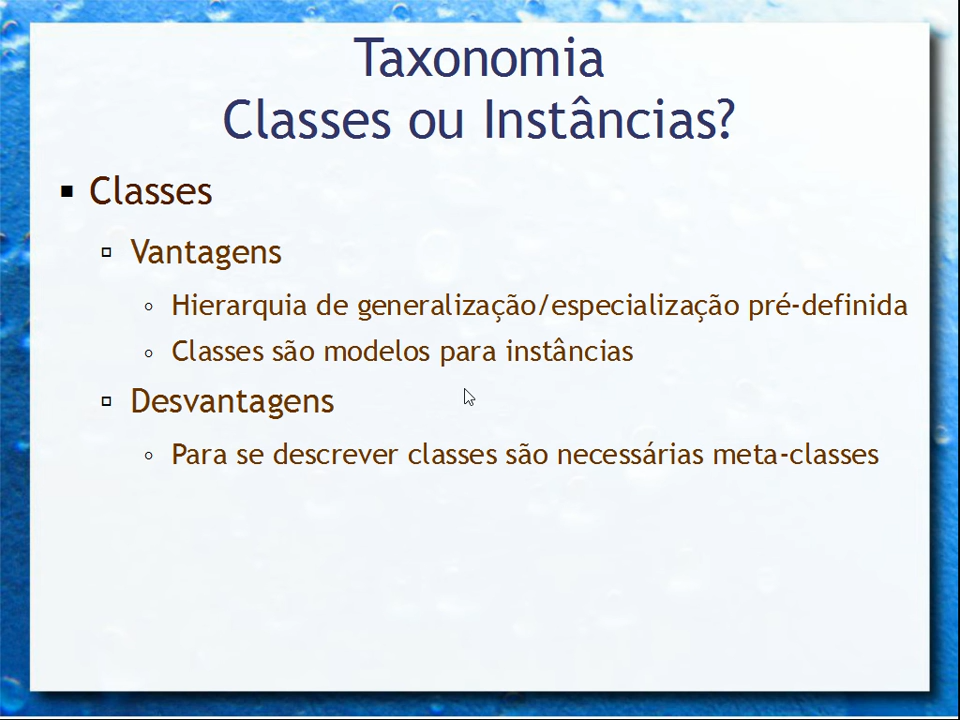 Taxonomia
Classes ou Instâncias?
Classes
Vantagens
Hierarquia de generalização/especialização pré-definida
Classes são modelos para instâncias
Desvantagens
Para se descrever classes são necessárias meta-classes